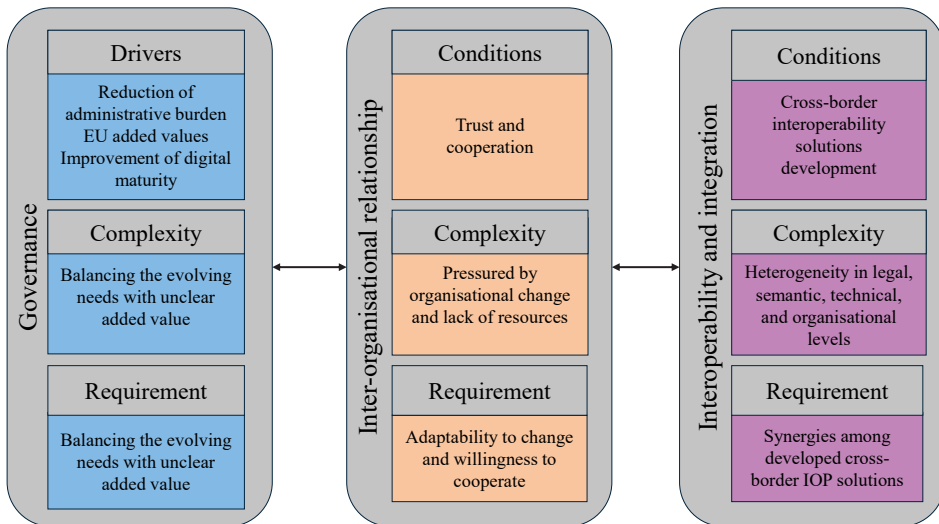 Governance
Drivers
Reduction of
administrative burden
EU added values
Improvement of digital
maturity
Complexity
Balancing the evolving
needs with unclear
added value
Requirement
Balancing the evolving
needs with unclear
added value
Inter-organisational relationship
Conditions
Trust and
cooperation
Complexity
Pressured by
organisational change
and lack of resources
Requirement
Adaptability to change
and willingness to
cooperate
Interoperability and integration
Conditions
Cross-border
interoperability
solutions
development
Complexity
Heterogeneity in legal,
semantic, technical,
and organisational
levels
Requirement
Synergies among
developed cross-
border IOP solutions